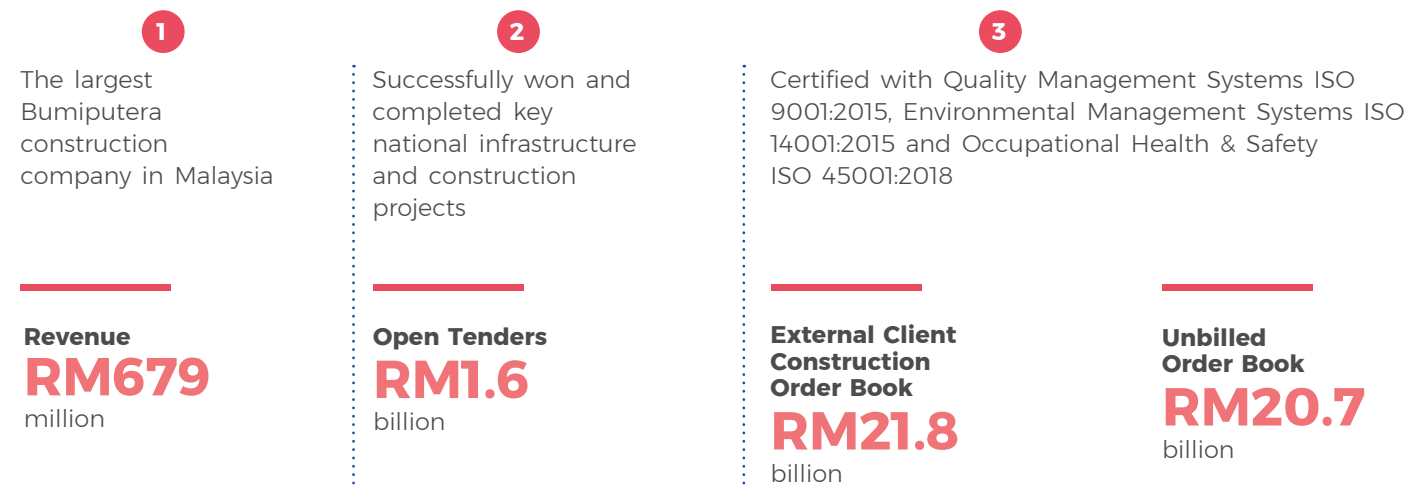 1
The largest
Bumiputera
construction
company in Malaysia
Revenue
RM679
million
2
Successfully won and
completed key
national infrastructure
and construction
projects
Open Tenders
RM1.6
billion
3
Certified with Quality Management Systems ISO
9001:2015, Environmental Management Systems ISO
14001:2015 and Occupational Health & Safety
ISO 45001:2018
External Client
Construction
Order Book
RM21.8
billion
Unbilled
Order Book
RM20.7
billion